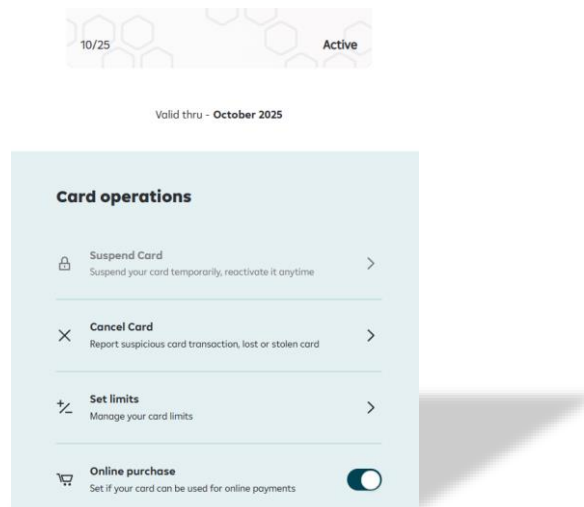 10/25 Active
Valid thru - October 2025
Card operations
Suspend Card
Suspend your card temporarily, reactivate it anytime
Cancel Card
Report suspicious card transaction, lost or stolen card
Set limits
Manage your card limits
Online purchase
Set if your card can be used for online payments